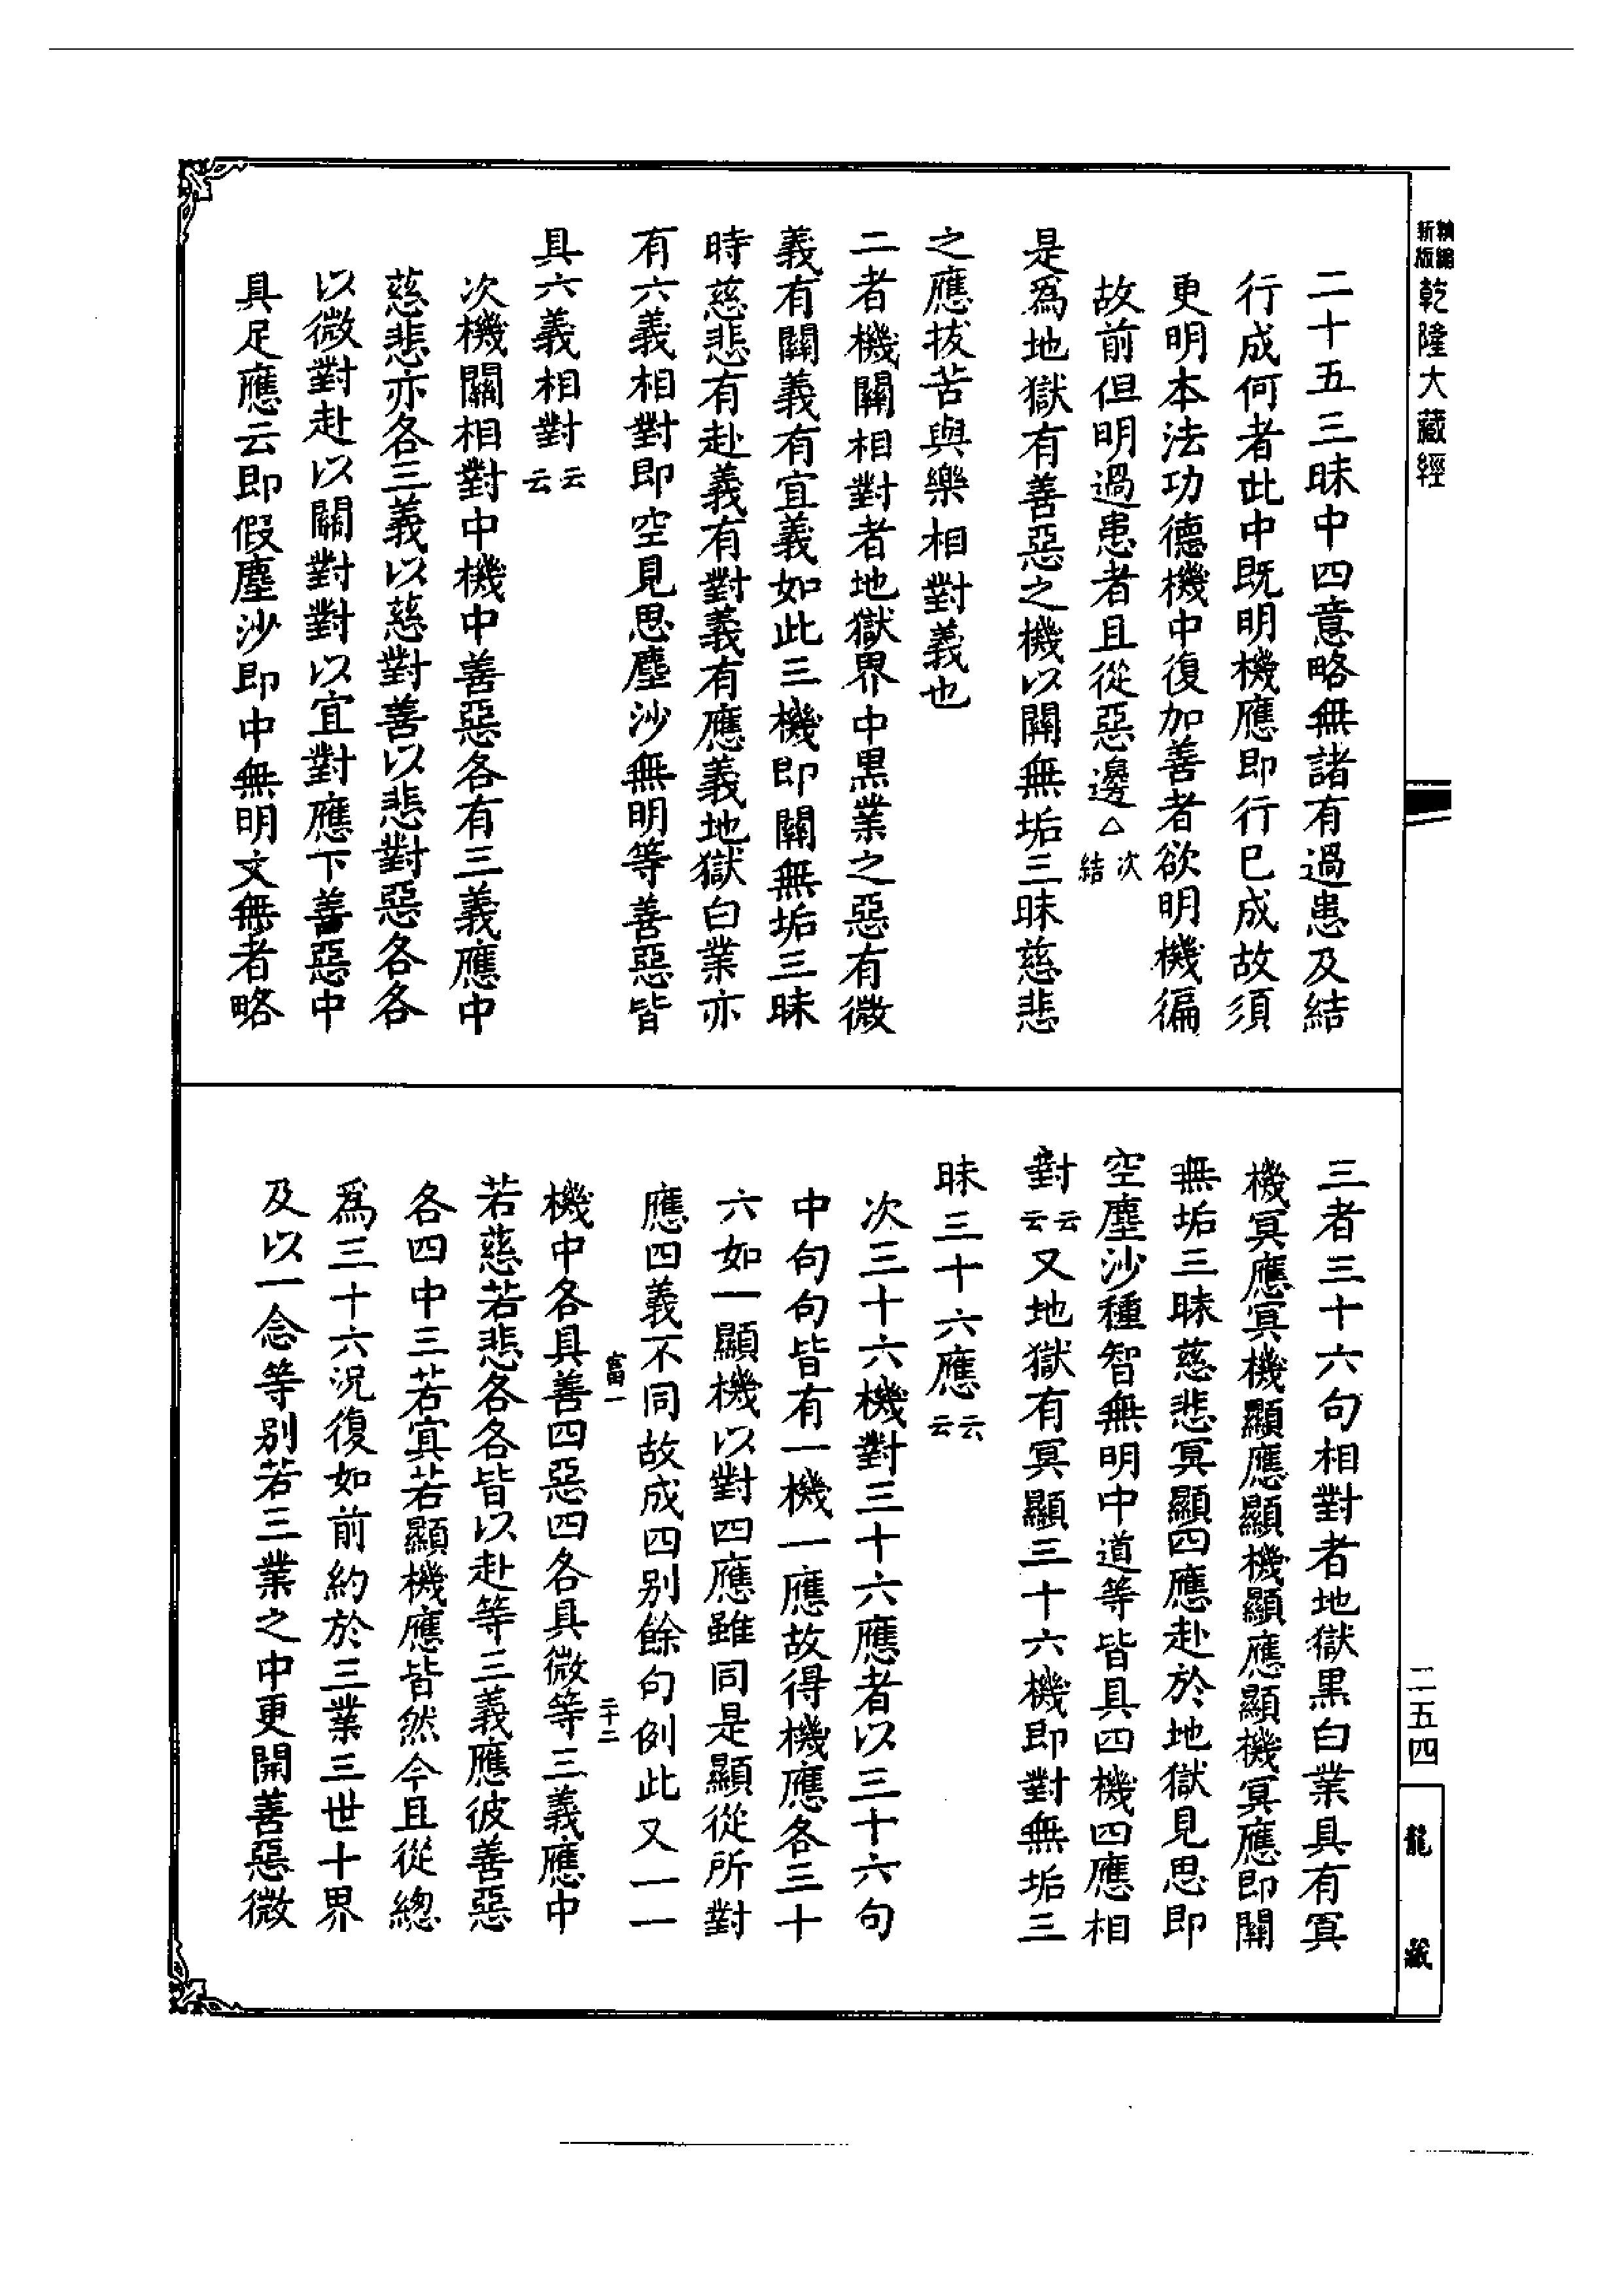 新編
新版
乾隆大藏經
二十五三昧中四意略無諸有過患及結
行成何者此中既明機應即行已成故須
更明本法功德機中復加善者欲明機徧
故前但明過患者且從惡邊△次結
是爲地獄有善惡之機以關無垢三昧慈悲
之應拔苦與樂相對義也
二者機關相對者地獄界中黑業之惡有微
義有關義有宜義如此三機即關無垢三昧
時慈悲有赴義有對義有應義地獄白業亦
有六義相對即空見思塵沙無明等善惡皆
具六義相對云云
次機關相對中機中善惡各有三義應中
慈悲亦各三義以慈對善以悲對惡各各
以微對赴以關對對以宜對應下善惡中
具足應云即假塵沙即中無明文無者略
三者三十六句相對者地獄黑白業具有冥
機冥應冥機顯應顯機顯應顯機冥應即關
無垢三昧慈悲冥顯四應赴於地獄見思即
空塵沙種智無明中道等皆具四機四應相
對云云又地獄有冥顯三十六機即對無垢三
昧三十六應云云
次三十六機對三十六應者以三十六句
中句句皆有一機一應故得機應各三十
六如一顯機以對四應雖同是顯從所對
應四義不同故成四別餘句例此又一一
富一
二十二
機中各具善四惡四各具微等三義應中
若慈若悲各各皆以赴等三義應彼善惡
各四中三若冥若顯機應皆然今且從總
爲三十六況復如前約於三業三世十界
及以一念等別若三業之中更開善惡微
二五四
龍藏